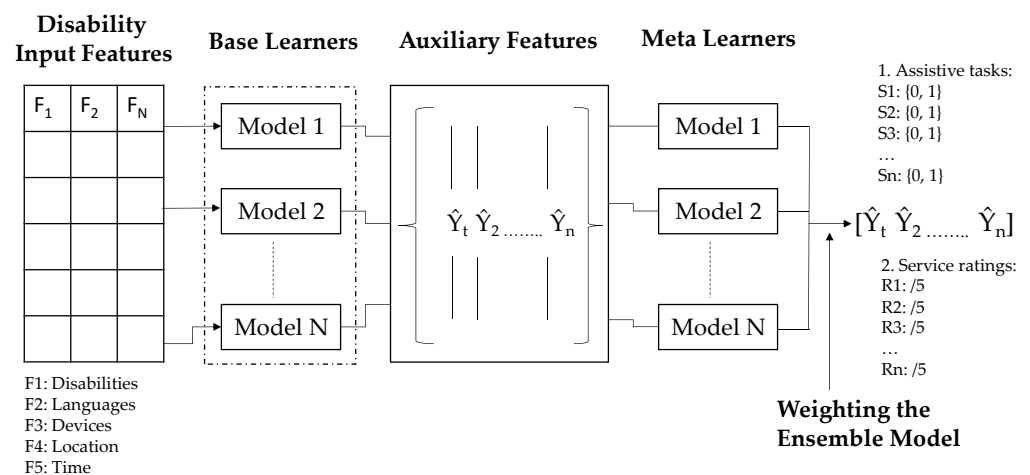 Disability
Input Features
Base Learners
Auxiliary Features
Meta Learners
F1 F2 FN
Model 1
Model 2
Model N
Ŷt Ŷ2 ........ Ŷn
Model 1
Model 2
Model N
1. Assistive tasks:
S1: {0, 1}
S2: {0, 1}
S3: {0, 1}
...
Sn: {0, 1}
[Ŷt Ŷ2 ........ Ŷn]
2. Service ratings:
R1: /5
R2: /5
R3: /5
...
Rn: /5
Weighting the
Ensemble Model
F1: Disabilities
F2: Languages
F3: Devices
F4: Location
F5: Time